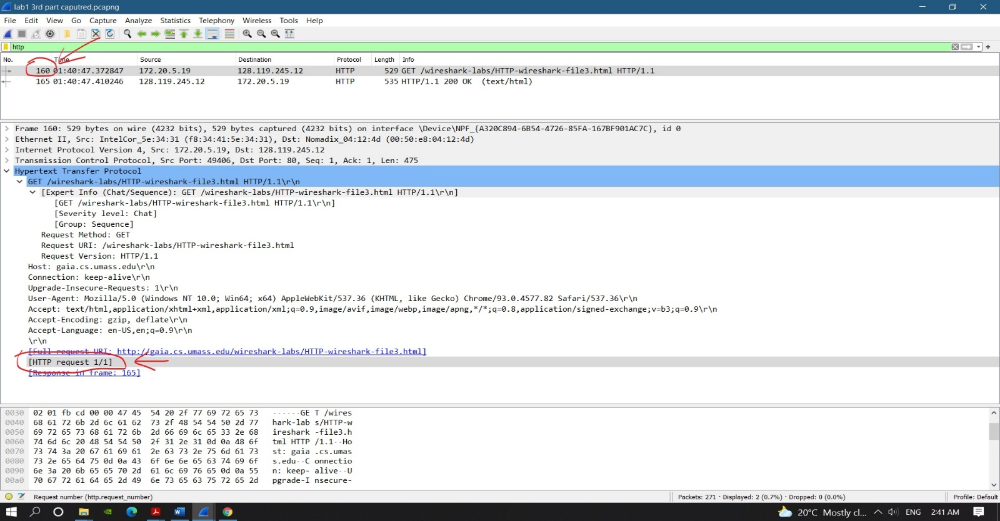 lab1 3rd part caputred.pcapng
File Edit View Go Capture Analyze Statistics Telephony Wireless Tools Help
http
No. Time Source Destination Protocol Length Info
160 01:40:47.372847 172.20.5.19 128.119.245.12 HTTP 529 GET /wireshark-labs/HTTP-wireshark-file3.html HTTP/1.1
165 01:40:47.410246 128.119.245.12 172.20.5.19 HTTP 535 HTTP/1.1 200 OK (text/html)
Frame 160: 529 bytes on wire (4232 bits), 529 bytes captured (4232 bits) on interface \Device\NPF_{A320C894-6B54-4726-85FA-167BF901AC7C}, id 0
Ethernet II, Src: IntelCor_5e:34:31 (f8:34:41:5e:34:31), Dst: Nomadix_04:12:4d (00:50:e8:04:12:4d)
Internet Protocol Version 4, Src: 172.20.5.19, Dst: 128.119.245.12
Transmission Control Protocol, Src Port: 49406, Dst Port: 80, Seq: 1, Ack: 1, Len: 475
Hypertext Transfer Protocol
GET /wireshark-labs/HTTP-wireshark-file3.html HTTP/1.1\r\n
[Expert Info (Chat/Sequence): GET /wireshark-labs/HTTP-wireshark-file3.html HTTP/1.1\r\n]
[GET /wireshark-labs/HTTP-wireshark-file3.html HTTP/1.1\r\n]
[Severity level: Chat]
[Group: Sequence]
Request Method: GET
Request URI: /wireshark-labs/HTTP-wireshark-file3.html
Request Version: HTTP/1.1
Host: gaia.cs.umass.edu\r\n
Connection: keep-alive\r\n
Upgrade-Insecure-Requests: 1\r\n
User-Agent: Mozilla/5.0 (Windows NT 10.0; Win64; x64) AppleWebKit/537.36 (KHTML, like Gecko) Chrome/93.0.4577.82 Safari/537.36\r\n
Accept: text/html,application/xhtml+xml,application/xml;q=0.9,image/avif,image/webp,image/apng,*/*;q=0.8,application/signed-exchange;v=b3;q=0.9\r\n
Accept-Encoding: gzip, deflate\r\n
Accept-Language: en-US,en;q=0.9\r\n
\r\n
[Full request URI: http://gaia.cs.umass.edu/wireshark-labs/HTTP-wireshark-file3.html]
[HTTP request 1/1]
[Response in frame: 165]
0030 02 01 fb cd 00 00 47 45 54 20 2f 77 69 72 65 73 ······GE T /wires
0040 68 61 72 6b 2d 6c 61 62 73 2f 48 54 54 50 2d 77 hark-lab s/HTTP-w
0050 69 72 65 73 68 61 72 6b 2d 66 69 6c 65 33 2e 68 ireshark -file3.h
0060 74 6d 6c 20 48 54 54 50 2f 31 2e 31 0d 0a 48 6f tml HTTP /1.1··Ho
0070 73 74 3a 20 67 61 69 61 2e 63 73 2e 75 6d 61 73 st: gaia .cs.umas
0080 73 2e 65 64 75 0d 0a 43 6f 6e 6e 65 63 74 69 6f s.edu··C onnectio
0090 6e 3a 20 6b 65 65 70 2d 61 6c 69 76 65 0d 0a 55 n: keep- alive··U
00a0 70 67 72 61 64 65 2d 49 6e 73 65 63 75 72 65 2d pgrade-I nsecure-
Request number (http.request_number) Packets: 271 · Displayed: 2 (0.7%) · Dropped: 0 (0.0%) Profile: Default
20°C Mostly cl... ENG 2:41 AM